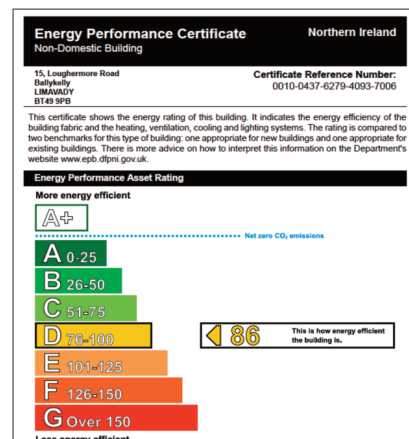 Energy Performance Certificate
Northern Ireland
Non-Domestic Building
15, Loughermore Road
Ballykelly
LIMAVADY
BT49 9PB
Certificate Reference Number:
0010-0437-6279-4093-7006
This certificate shows the energy rating of this building. It indicates the energy efficiency of the
building fabric and the heating, ventilation, cooling and lighting systems. The rating is compared to
two benchmarks for this type of building: one appropriate for new buildings and one appropriate for
existing buildings. There is more advice on how to interpret this information on the Department's
website www.epb.dfpni.gov.uk.
Energy Performance Asset Rating
More energy efficient
A+
Net zero CO₂ emissions
A 0-25
B 26-50
C 51-75
D 76-100
86
This is how energy efficient
the building is.
E 101-125
F 126-150
G Over 150
Less energy efficient